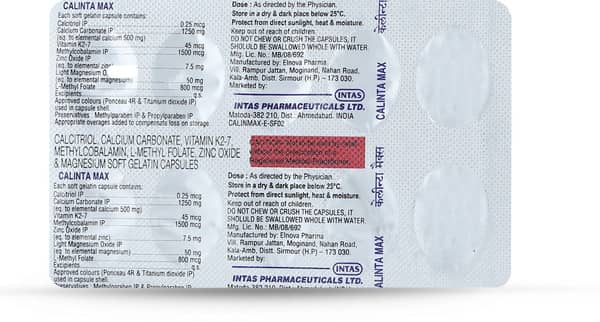 CALINTA MAX
Each soft gelatin capsule contains:
Calcitriol IP 0.25 mcg
Calcium Carbonate IP 1250 mg
(eq. to elemental calcium 500 mg)
Vitamin K2-7 45 mcg
Methylcobalamin IP 1500 mcg
Zinc Oxide IP
(eq. to elemental zinc) 7.5 mg
Light Magnesium O
(eq. to elemental magnesium) 50 mg
L-Methyl Folate 800 mcg
Excipients q.s.
Approved colours (Ponceau 4R & Titanium dioxide IP)
used in capsule shell.
Preservatives : Methylparaben IP & Propylparaben IP
Appropriate overages added to compensate loss on storage.
Dose : As directed by the Physician.
Store in a dry & dark place below 25°C.
Protect from direct sunlight, heat & moisture.
Keep out of reach of children.
DO NOT CHEW OR CRUSH THE CAPSULES, IT
SHOULD BE SWALLOWED WHOLE WITH WATER.
Mfg. Lic. No.: MB/08/692
Manufactured by: Elnova Pharma
Vill. Rampur Jattan, Moginand, Nahan Road,
Kala-Amb, Distt. Sirmour (H.P) – 173 030.
Marketed by:
INTAS
INTAS PHARMACEUTICALS LTD.
Matoda-382 210, Dist. Ahmedabad. INDIA
CALINMAX-E-SF02
CALINTA MAX
केलीन्टा मैक्स
CALCITRIOL, CALCIUM CARBONATE, VITAMIN K2-7,
METHYLCOBALAMIN, L-METHYL FOLATE, ZINC OXIDE
& MAGNESIUM SOFT GELATIN CAPSULES
CALINTA MAX
Each soft gelatin capsule contains:
Calcitriol IP 0.25 mcg
Calcium Carbonate IP 1250 mg
(eq. to elemental calcium 500 mg)
Vitamin K2-7 45 mcg
Methylcobalamin IP 1500 mcg
Zinc Oxide IP
(eq. to elemental zinc) 7.5 mg
Light Magnesium Oxide IP
(eq. to elemental magnesium) 50 mg
L-Methyl Folate 800 mcg
Excipients q.s.
Approved colours (Ponceau 4R & Titanium dioxide IP)
used in capsule shell.
Dose : As directed by the Physician.
Store in a dry & dark place below 25°C.
Protect from direct sunlight, heat & moisture.
Keep out of reach of children.
DO NOT CHEW OR CRUSH THE CAPSULES, IT
SHOULD BE SWALLOWED WHOLE WITH WATER.
Mfg. Lic. No.: MB/08/692
Manufactured by: Elnova Pharma
Vill. Rampur Jattan, Moginand, Nahan Road,
Kala-Amb, Distt. Sirmour (H.P) – 173 030.
Marketed by:
INTAS
INTAS PHARMACEUTICALS LTD.
CALINTA MAX
केलीन्टा मैक्स